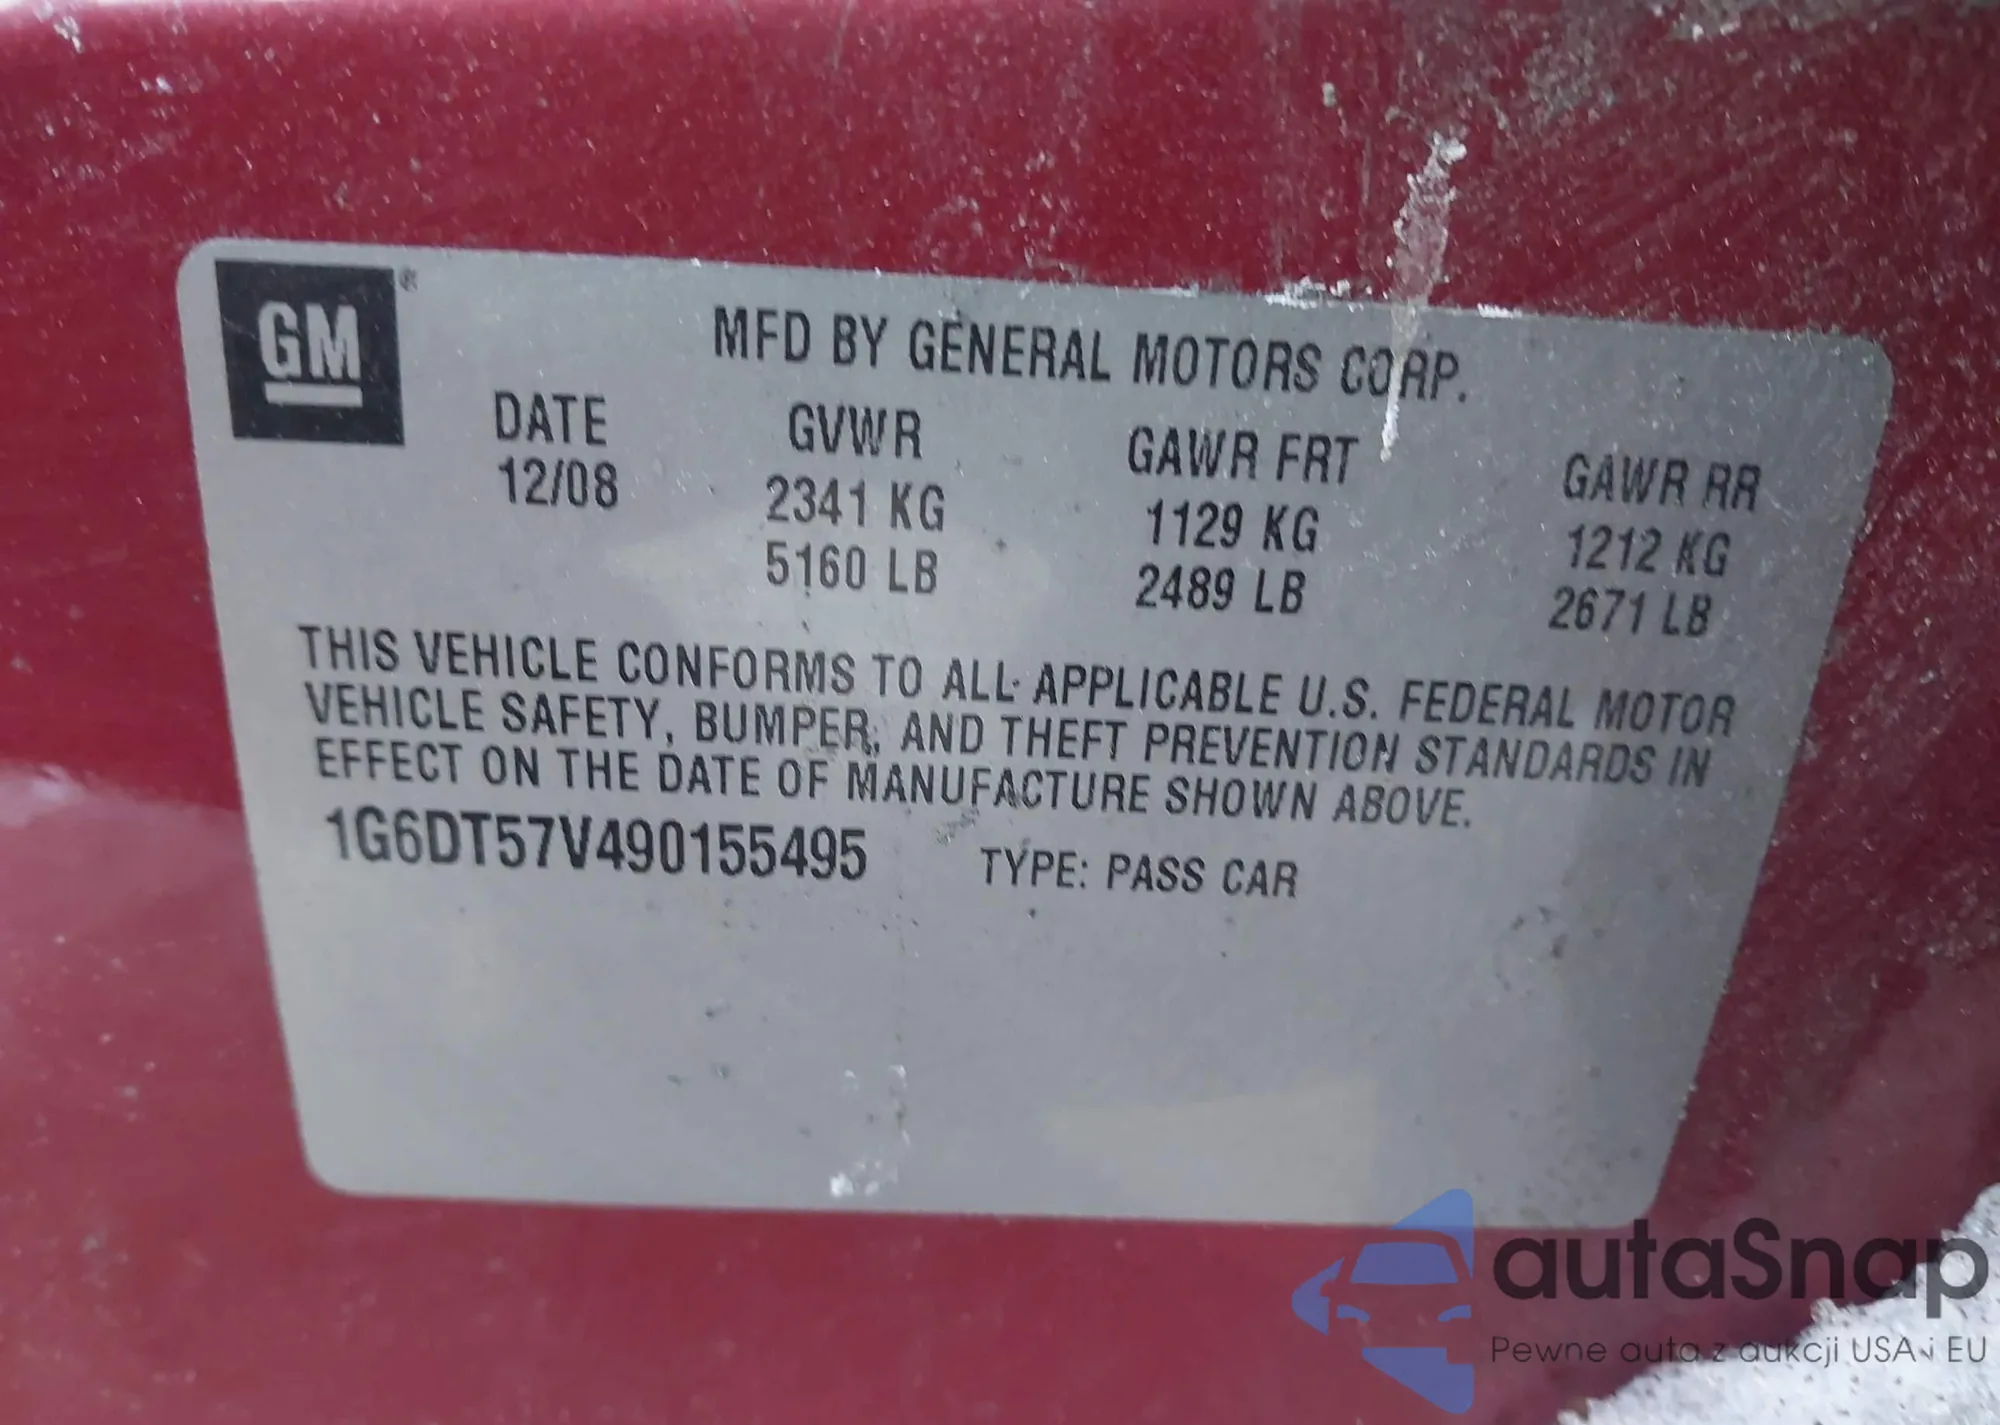 GM ®
MFD BY GENERAL MOTORS CORP.
DATE GVWR GAWR FRT GAWR RR
12/08 2341 KG 1129 KG 1212 KG
5160 LB 2489 LB 2671 LB
THIS VEHICLE CONFORMS TO ALL APPLICABLE U.S. FEDERAL MOTOR
VEHICLE SAFETY, BUMPER, AND THEFT PREVENTION STANDARDS IN
EFFECT ON THE DATE OF MANUFACTURE SHOWN ABOVE.
1G6DT57V490155495 TYPE: PASS CAR
autaSnap
Pewne auta z aukcji USA i EU